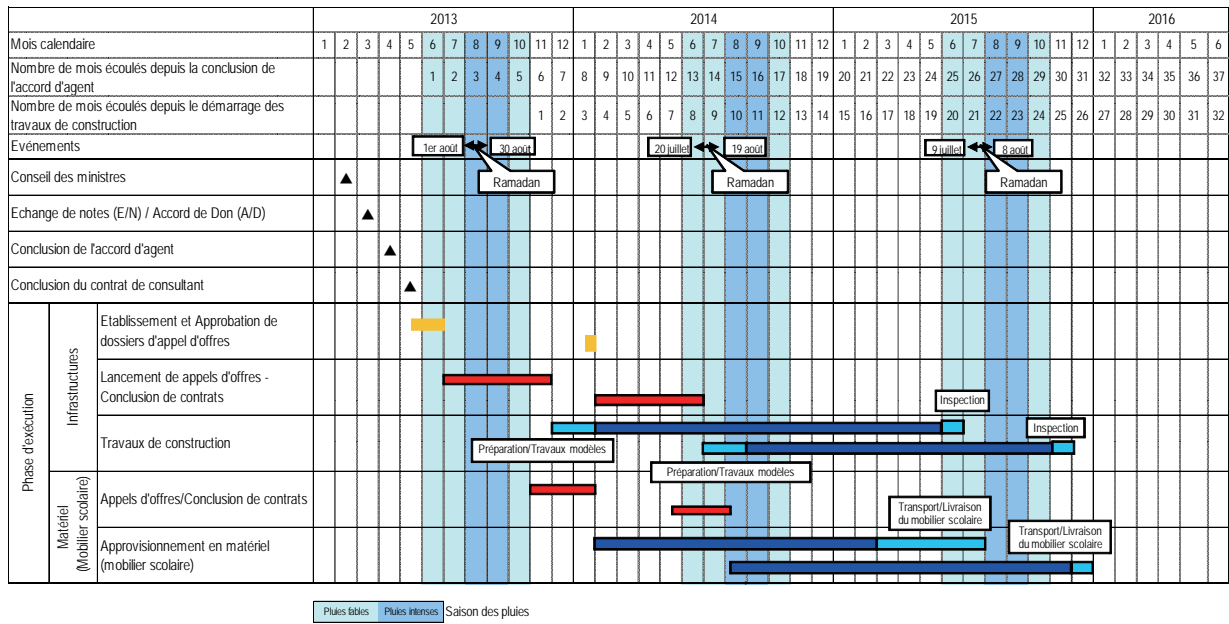 2013 2014 2015 2016
Mois calendaire 1 2 3 4 5 6 7 8 9 10 11 12 1 2 3 4 5 6 7 8 9 10 11 12 1 2 3 4 5 6 7 8 9 10 11 12 1 2 3 4 5 6
Nombre de mois écoulés depuis la conclusion de
l'accord d'agent
1 2 3 4 5 6 7 8 9 10 11 12 13 14 15 16 17 18 19 20 21 22 23 24 25 26 27 28 29 30 31 32 33 34 35 36 37
Nombre de mois écoulés depuis le démarrage des
travaux de construction
1 2 3 4 5 6 7 8 9 10 11 12 13 14 15 16 17 18 19 20 21 22 23 24 25 26 27 28 29 30 31 32
Evénements 1er août 30 août 20 juillet 19 août 9 juillet 8 août
Conseil des ministres Ramadan Ramadan Ramadan
Echange de notes (E/N) / Accord de Don (A/D)
Conclusion de l'accord d'agent
Conclusion du contrat de consultant
Phase d'exécution
Infrastructures
Etablissement et Approbation de
dossiers d'appel d'offres
Lancement de appels d'offres -
Conclusion de contrats
Inspection
Travaux de construction
Inspection
Préparation/Travaux modèles
Préparation/Travaux modèles
Matériel
(Mobilier scolaire)
Appels d'offres/Conclusion de contrats
Transport/Livraison
du mobilier scolaire
Transport/Livraison
du mobilier scolaire
Approvisionnement en matériel
(mobilier scolaire)
Pluies fables Pluies intenses Saison des pluies